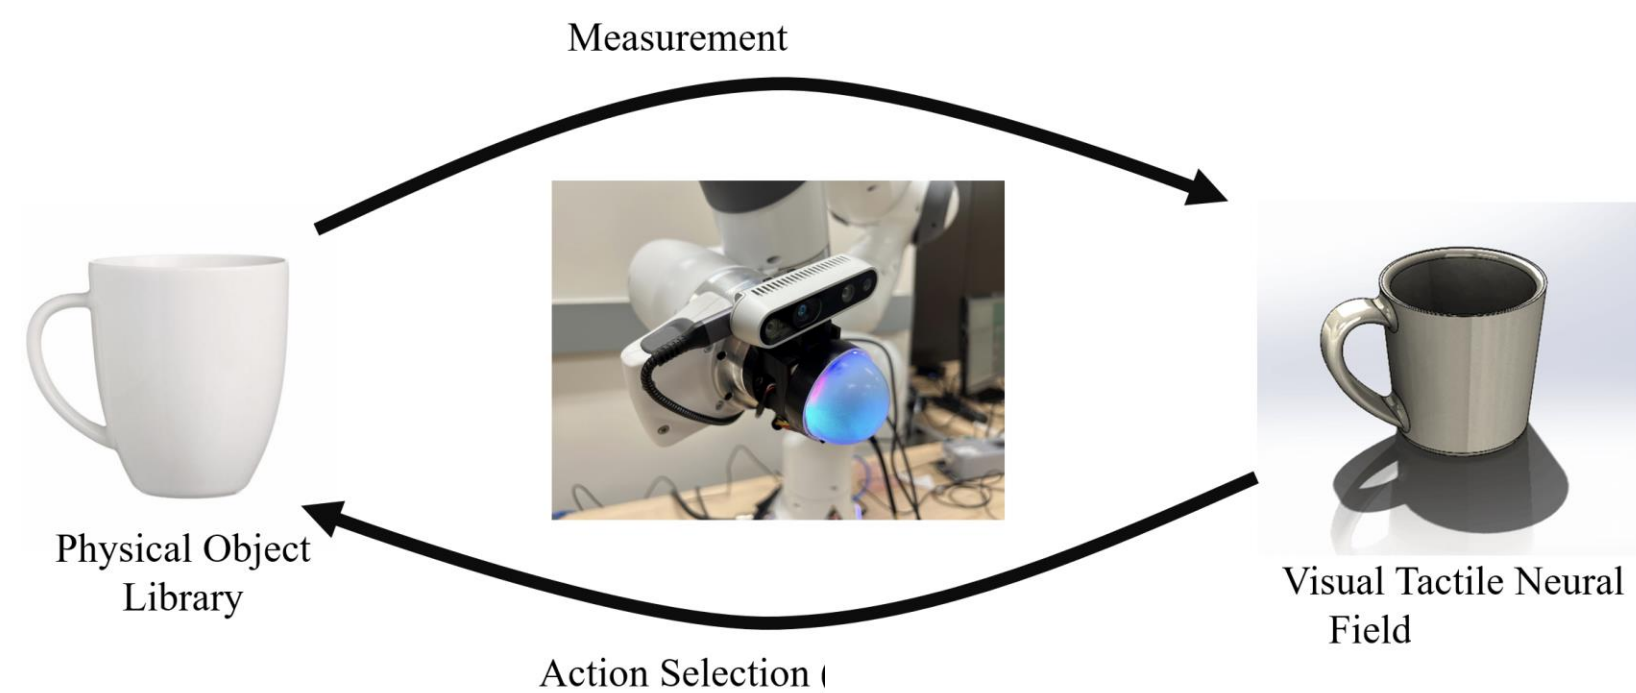 Measurement
Physical Object
Library
Visual Tactile Neural
Field
Action Selection (